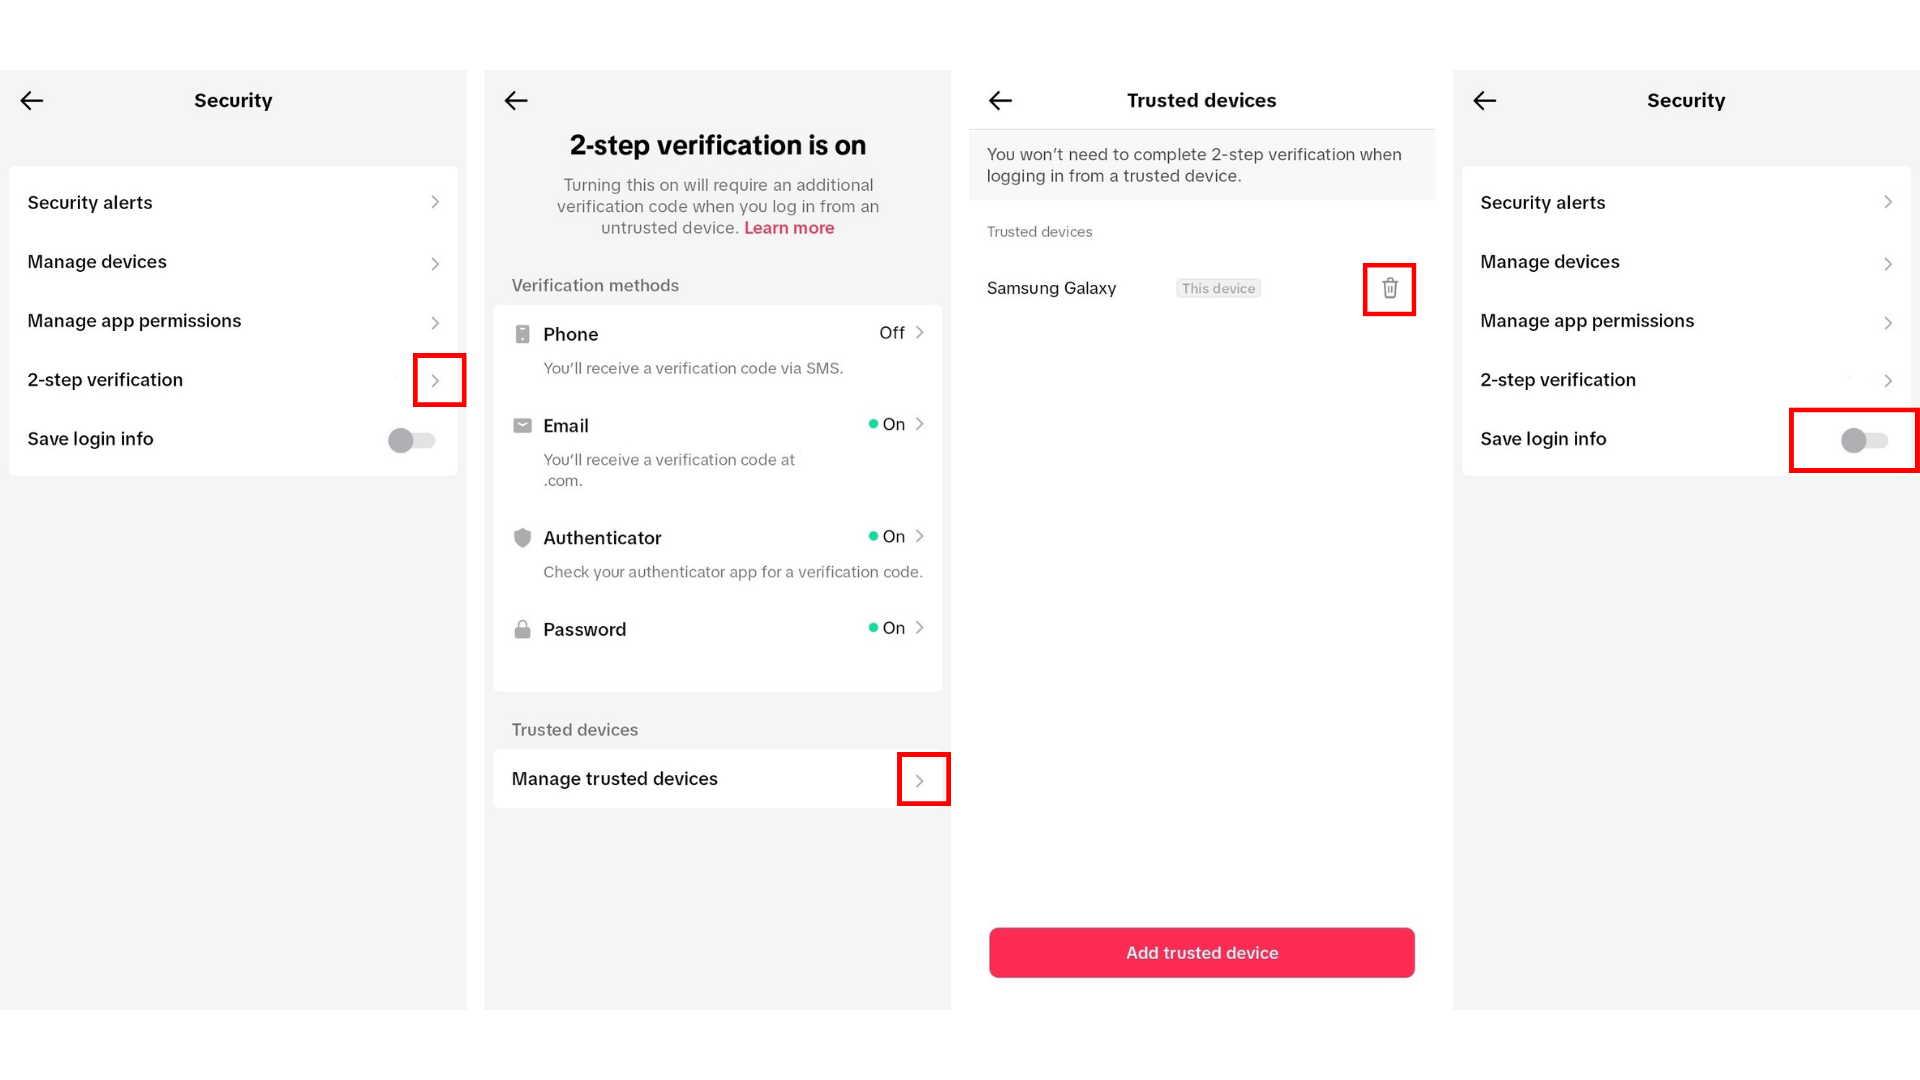 Security
Security alerts
Manage devices
Manage app permissions
2-step verification
Save login info
2-step verification is on
Turning this on will require an additional
verification code when you log in from an
untrusted device. Learn more
Verification methods
Phone Off
You’ll receive a verification code via SMS.
Email On
You’ll receive a verification code at
.com.
Authenticator On
Check your authenticator app for a verification code.
Password On
Trusted devices
Manage trusted devices
Trusted devices
You won’t need to complete 2-step verification when
logging in from a trusted device.
Trusted devices
Samsung Galaxy This device
Add trusted device
Security
Security alerts
Manage devices
Manage app permissions
2-step verification
Save login info